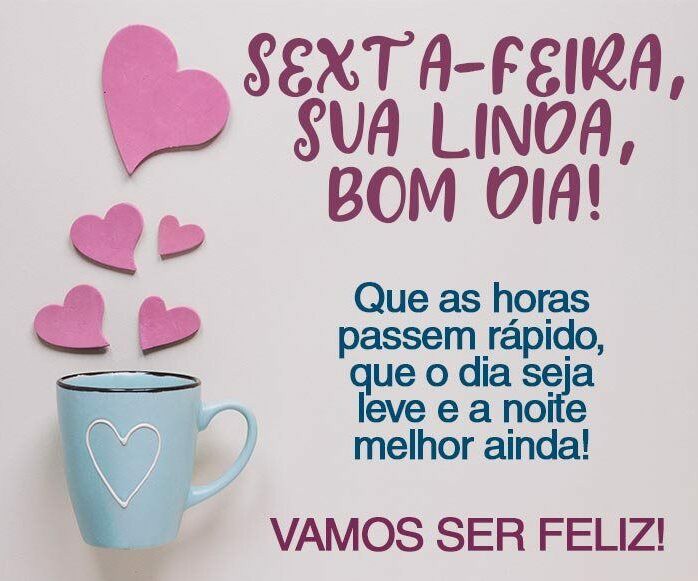 SEXTA-FEIRA,
SUA LINDA,
BOM DIA!
Que as horas
passem rápido,
que o dia seja
leve e a noite
melhor ainda!
VAMOS SER FELIZ!